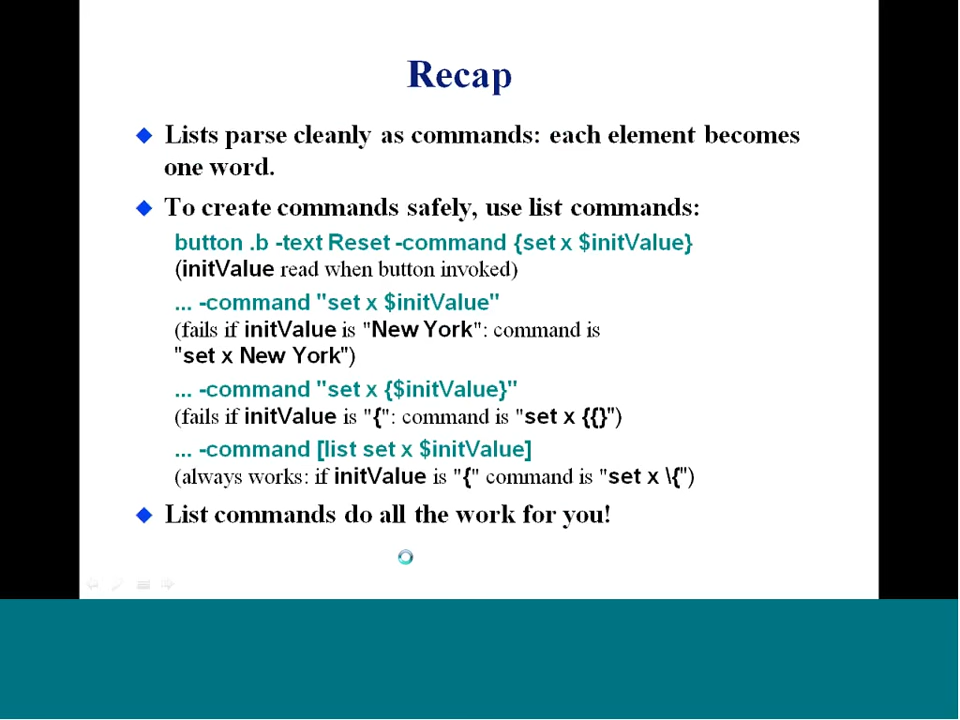 Recap
Lists parse cleanly as commands: each element becomes
one word.
To create commands safely, use list commands:
button .b -text Reset -command {set x $initValue}
(initValue read when button invoked)
... -command "set x $initValue"
(fails if initValue is "New York": command is
"set x New York")
... -command "set x {$initValue}"
(fails if initValue is "{": command is "set x {{}")
... -command [list set x $initValue]
(always works: if initValue is "{" command is "set x \{")
List commands do all the work for you!